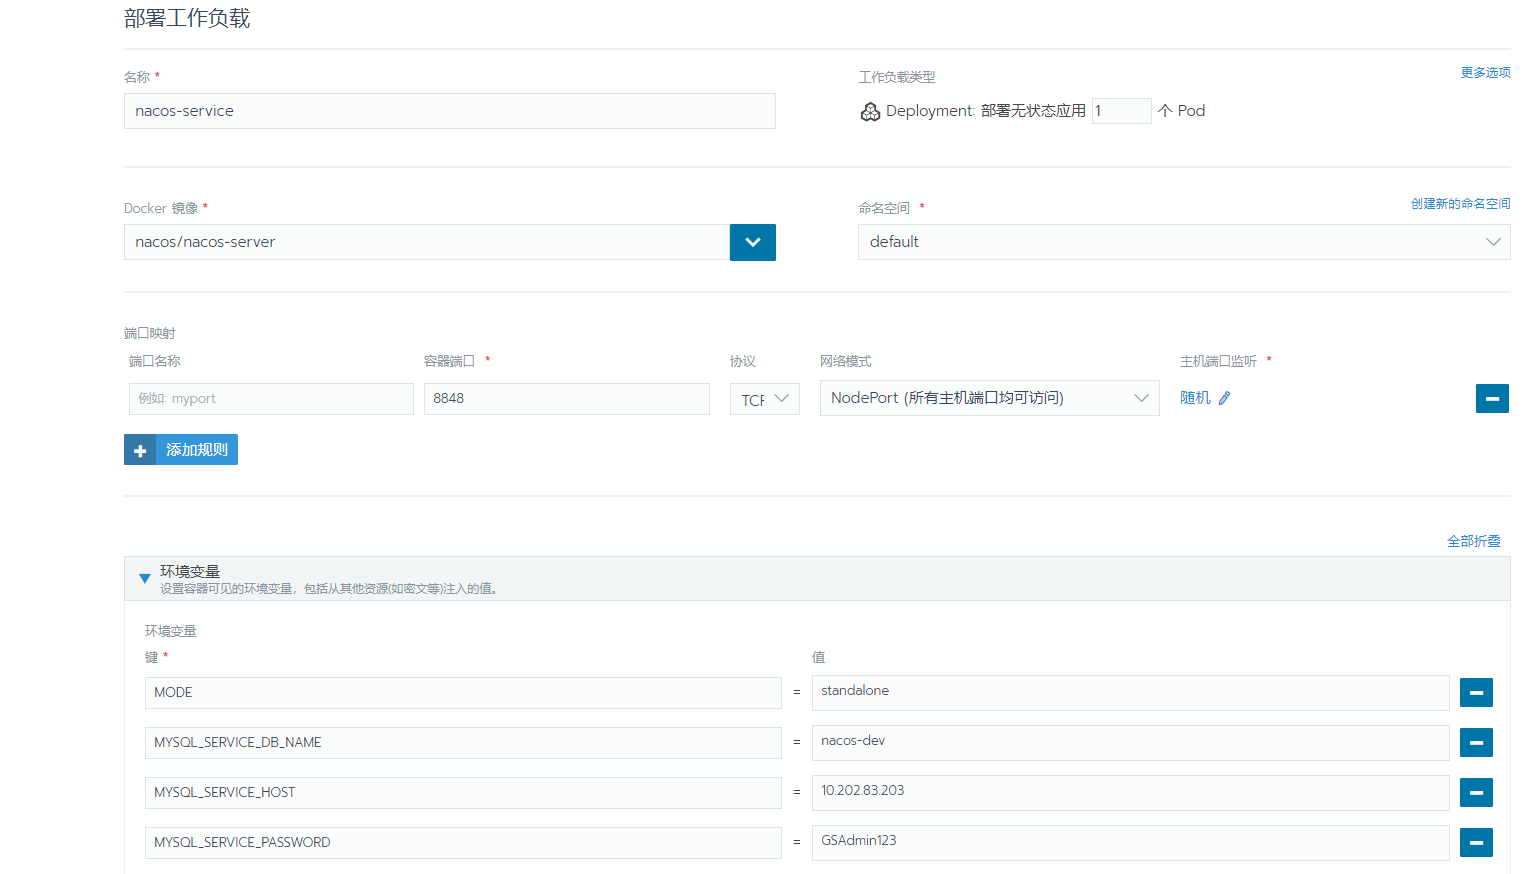 部署工作负载
名称 *
工作负载类型
更多选项
nacos-service
Deployment: 部署无状态应用 1 个 Pod
Docker 镜像 *
命名空间 *
创建新的命名空间
nacos/nacos-server
default
端口映射
端口名称 容器端口 * 协议 网络模式 主机端口监听 *
例如: myport 8848 TCP NodePort (所有主机端口均可访问) 随机
添加规则
全部折叠
环境变量
设置容器可见的环境变量，包括从其他资源(如密文等)注入的值。
环境变量
键 * 值
MODE = standalone
MYSQL_SERVICE_DB_NAME = nacos-dev
MYSQL_SERVICE_HOST = 10.202.83.203
MYSQL_SERVICE_PASSWORD = GSAdmin123